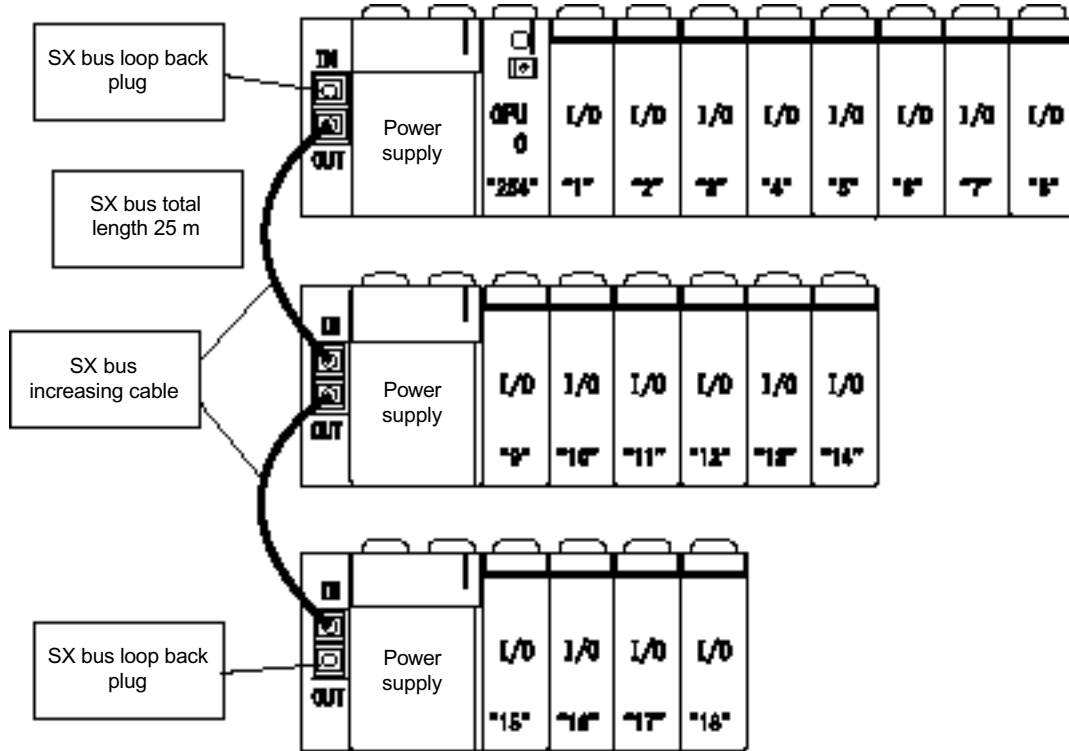 SX bus loop back
plug
IN
OUT
Power
supply
CPU
0
"254"
I/O I/O I/O I/O I/O I/O I/O I/O
"1" "2" "3" "4" "5" "6" "7" "8"
SX bus total
length 25 m
SX bus
increasing cable
IN
OUT
Power
supply
I/O I/O I/O I/O I/O I/O
"9" "10" "11" "12" "13" "14"
SX bus loop back
plug
IN
OUT
Power
supply
I/O I/O I/O I/O
"15" "16" "17" "18"